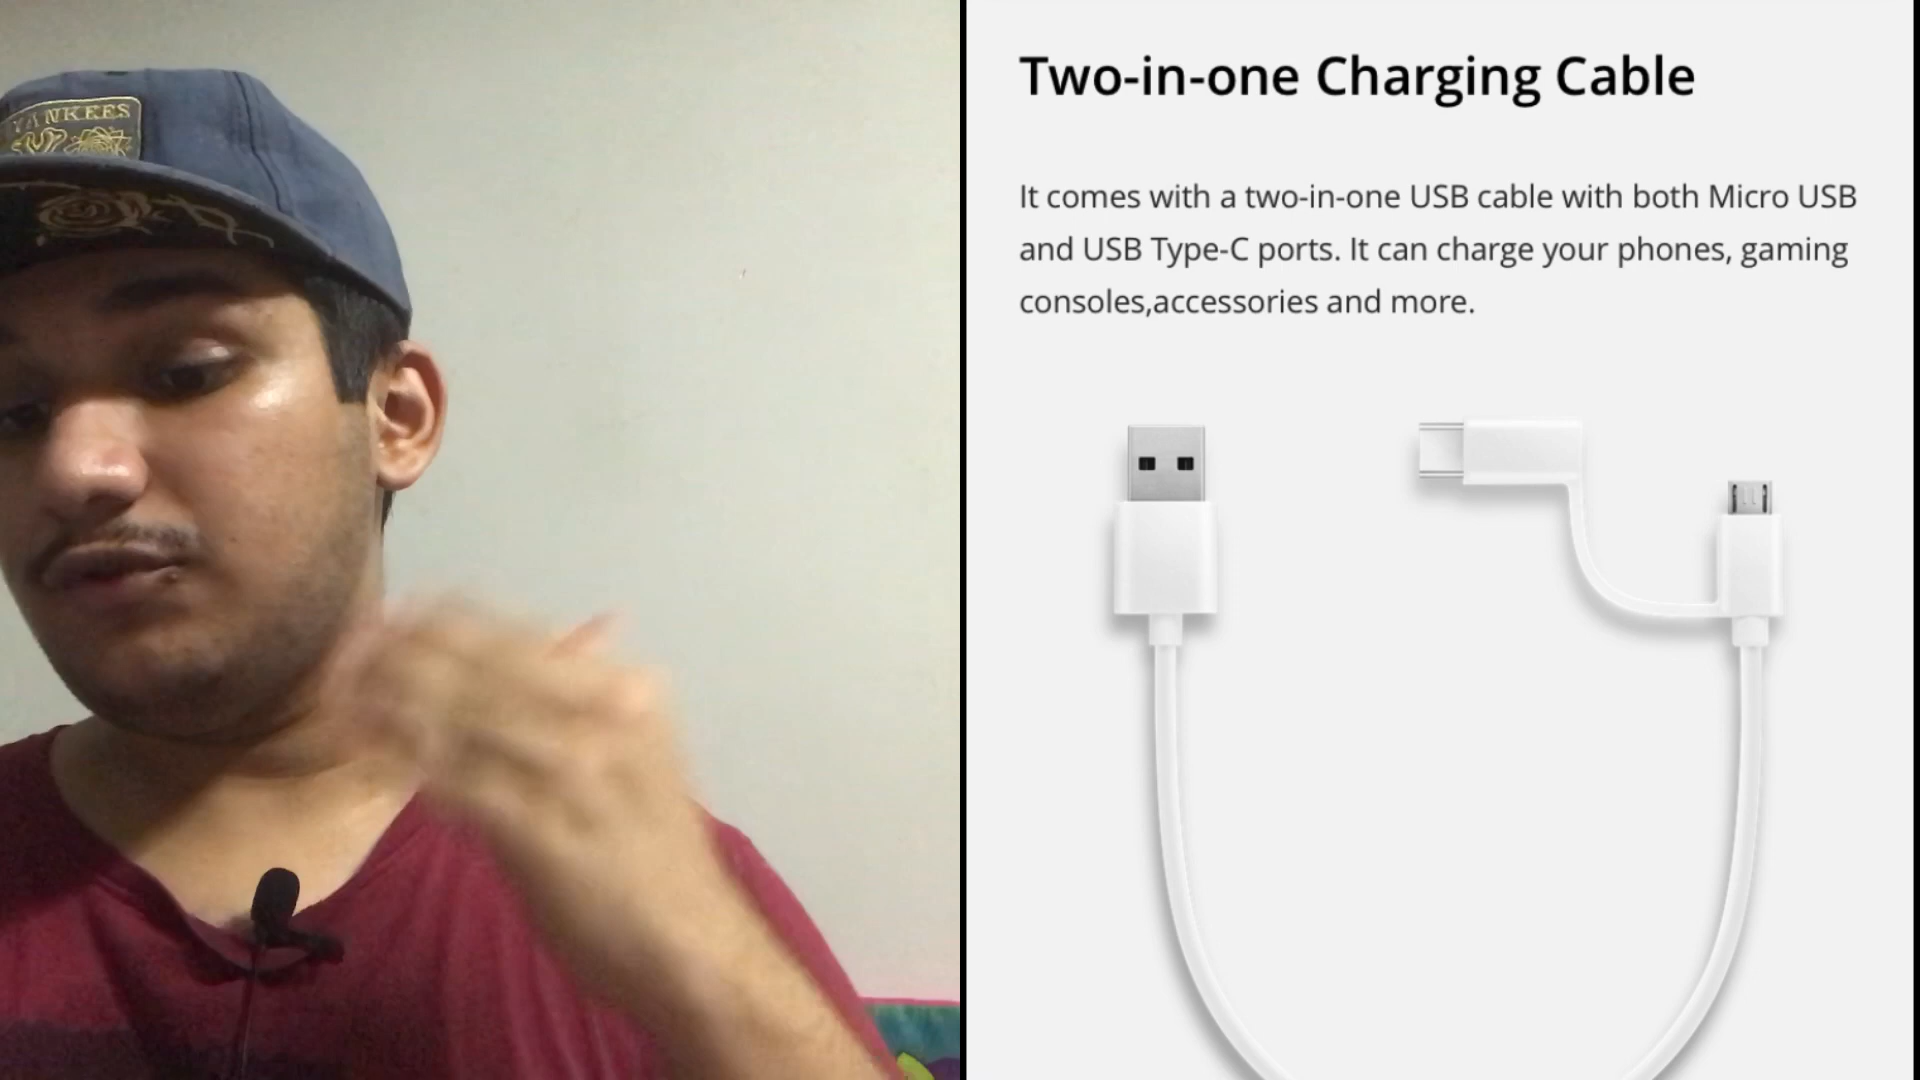 YANKEES
Two-in-one Charging Cable
It comes with a two-in-one USB cable with both Micro USB
and USB Type-C ports. It can charge your phones, gaming
consoles,accessories and more.